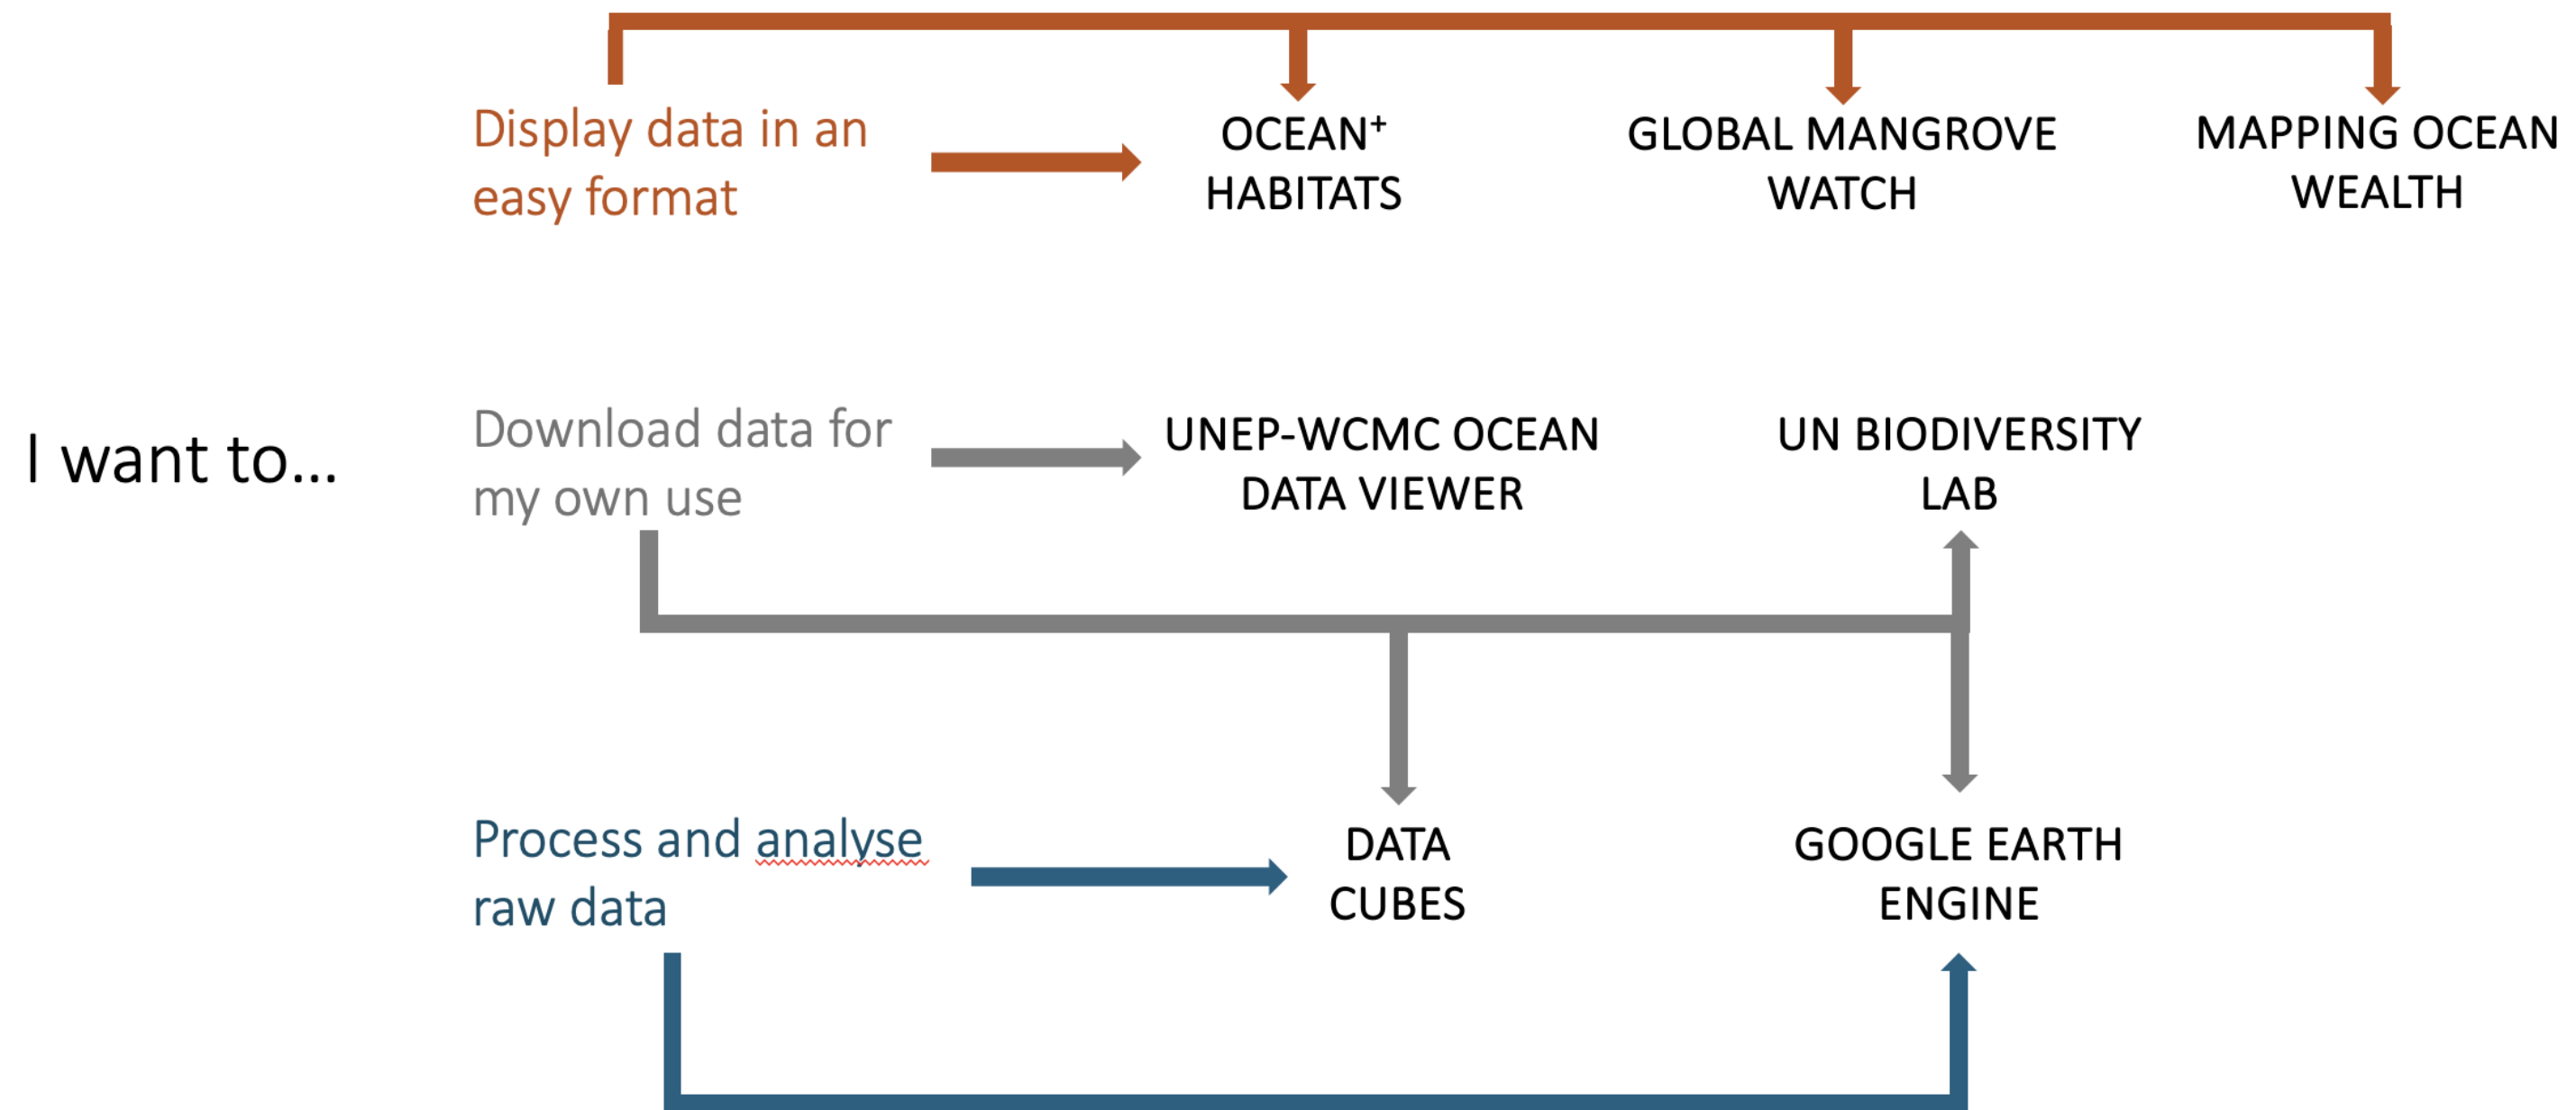 Display data in an
easy format
OCEAN⁺
HABITATS
GLOBAL MANGROVE
WATCH
MAPPING OCEAN
WEALTH
I want to...
Download data for
my own use
UNEP-WCMC OCEAN
DATA VIEWER
UN BIODIVERSITY
LAB
Process and analyse
raw data
DATA
CUBES
GOOGLE EARTH
ENGINE